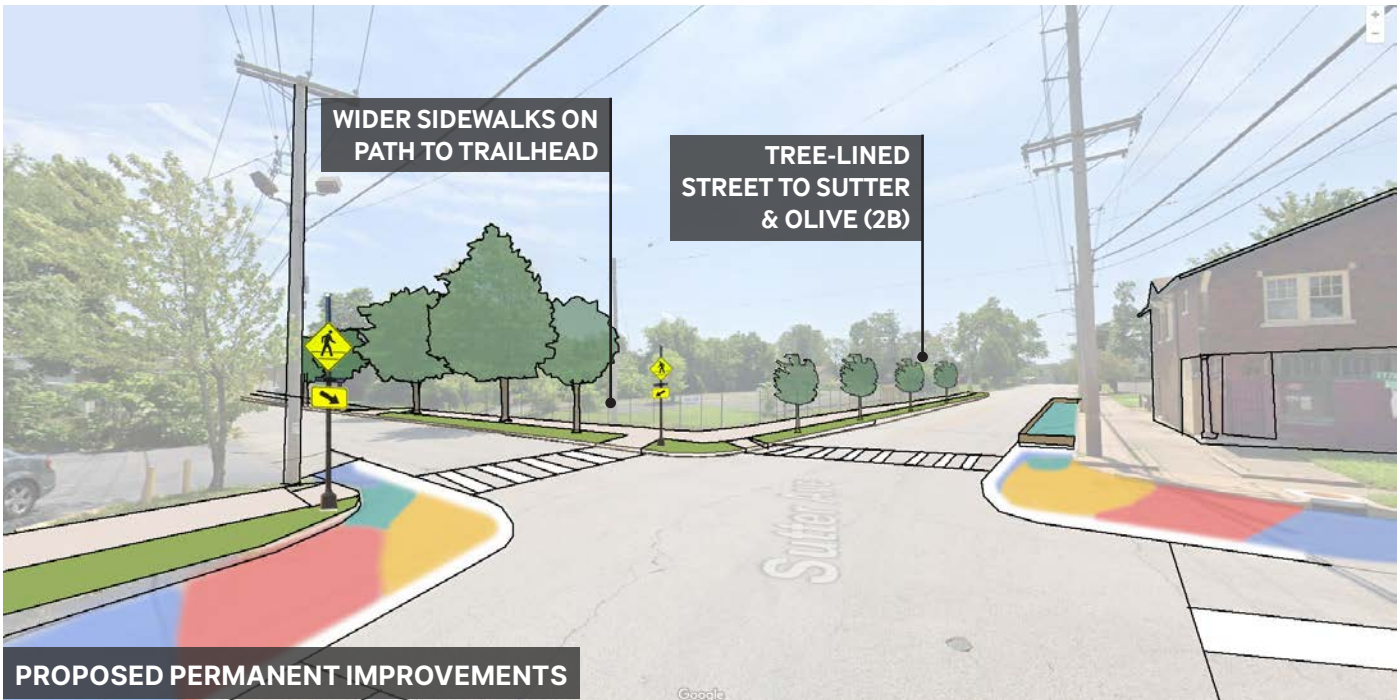 WIDER SIDEWALKS ON
PATH TO TRAILHEAD
TREE-LINED
STREET TO SUTTER
& OLIVE (2B)
Sutter Ave
PROPOSED PERMANENT IMPROVEMENTS
Google